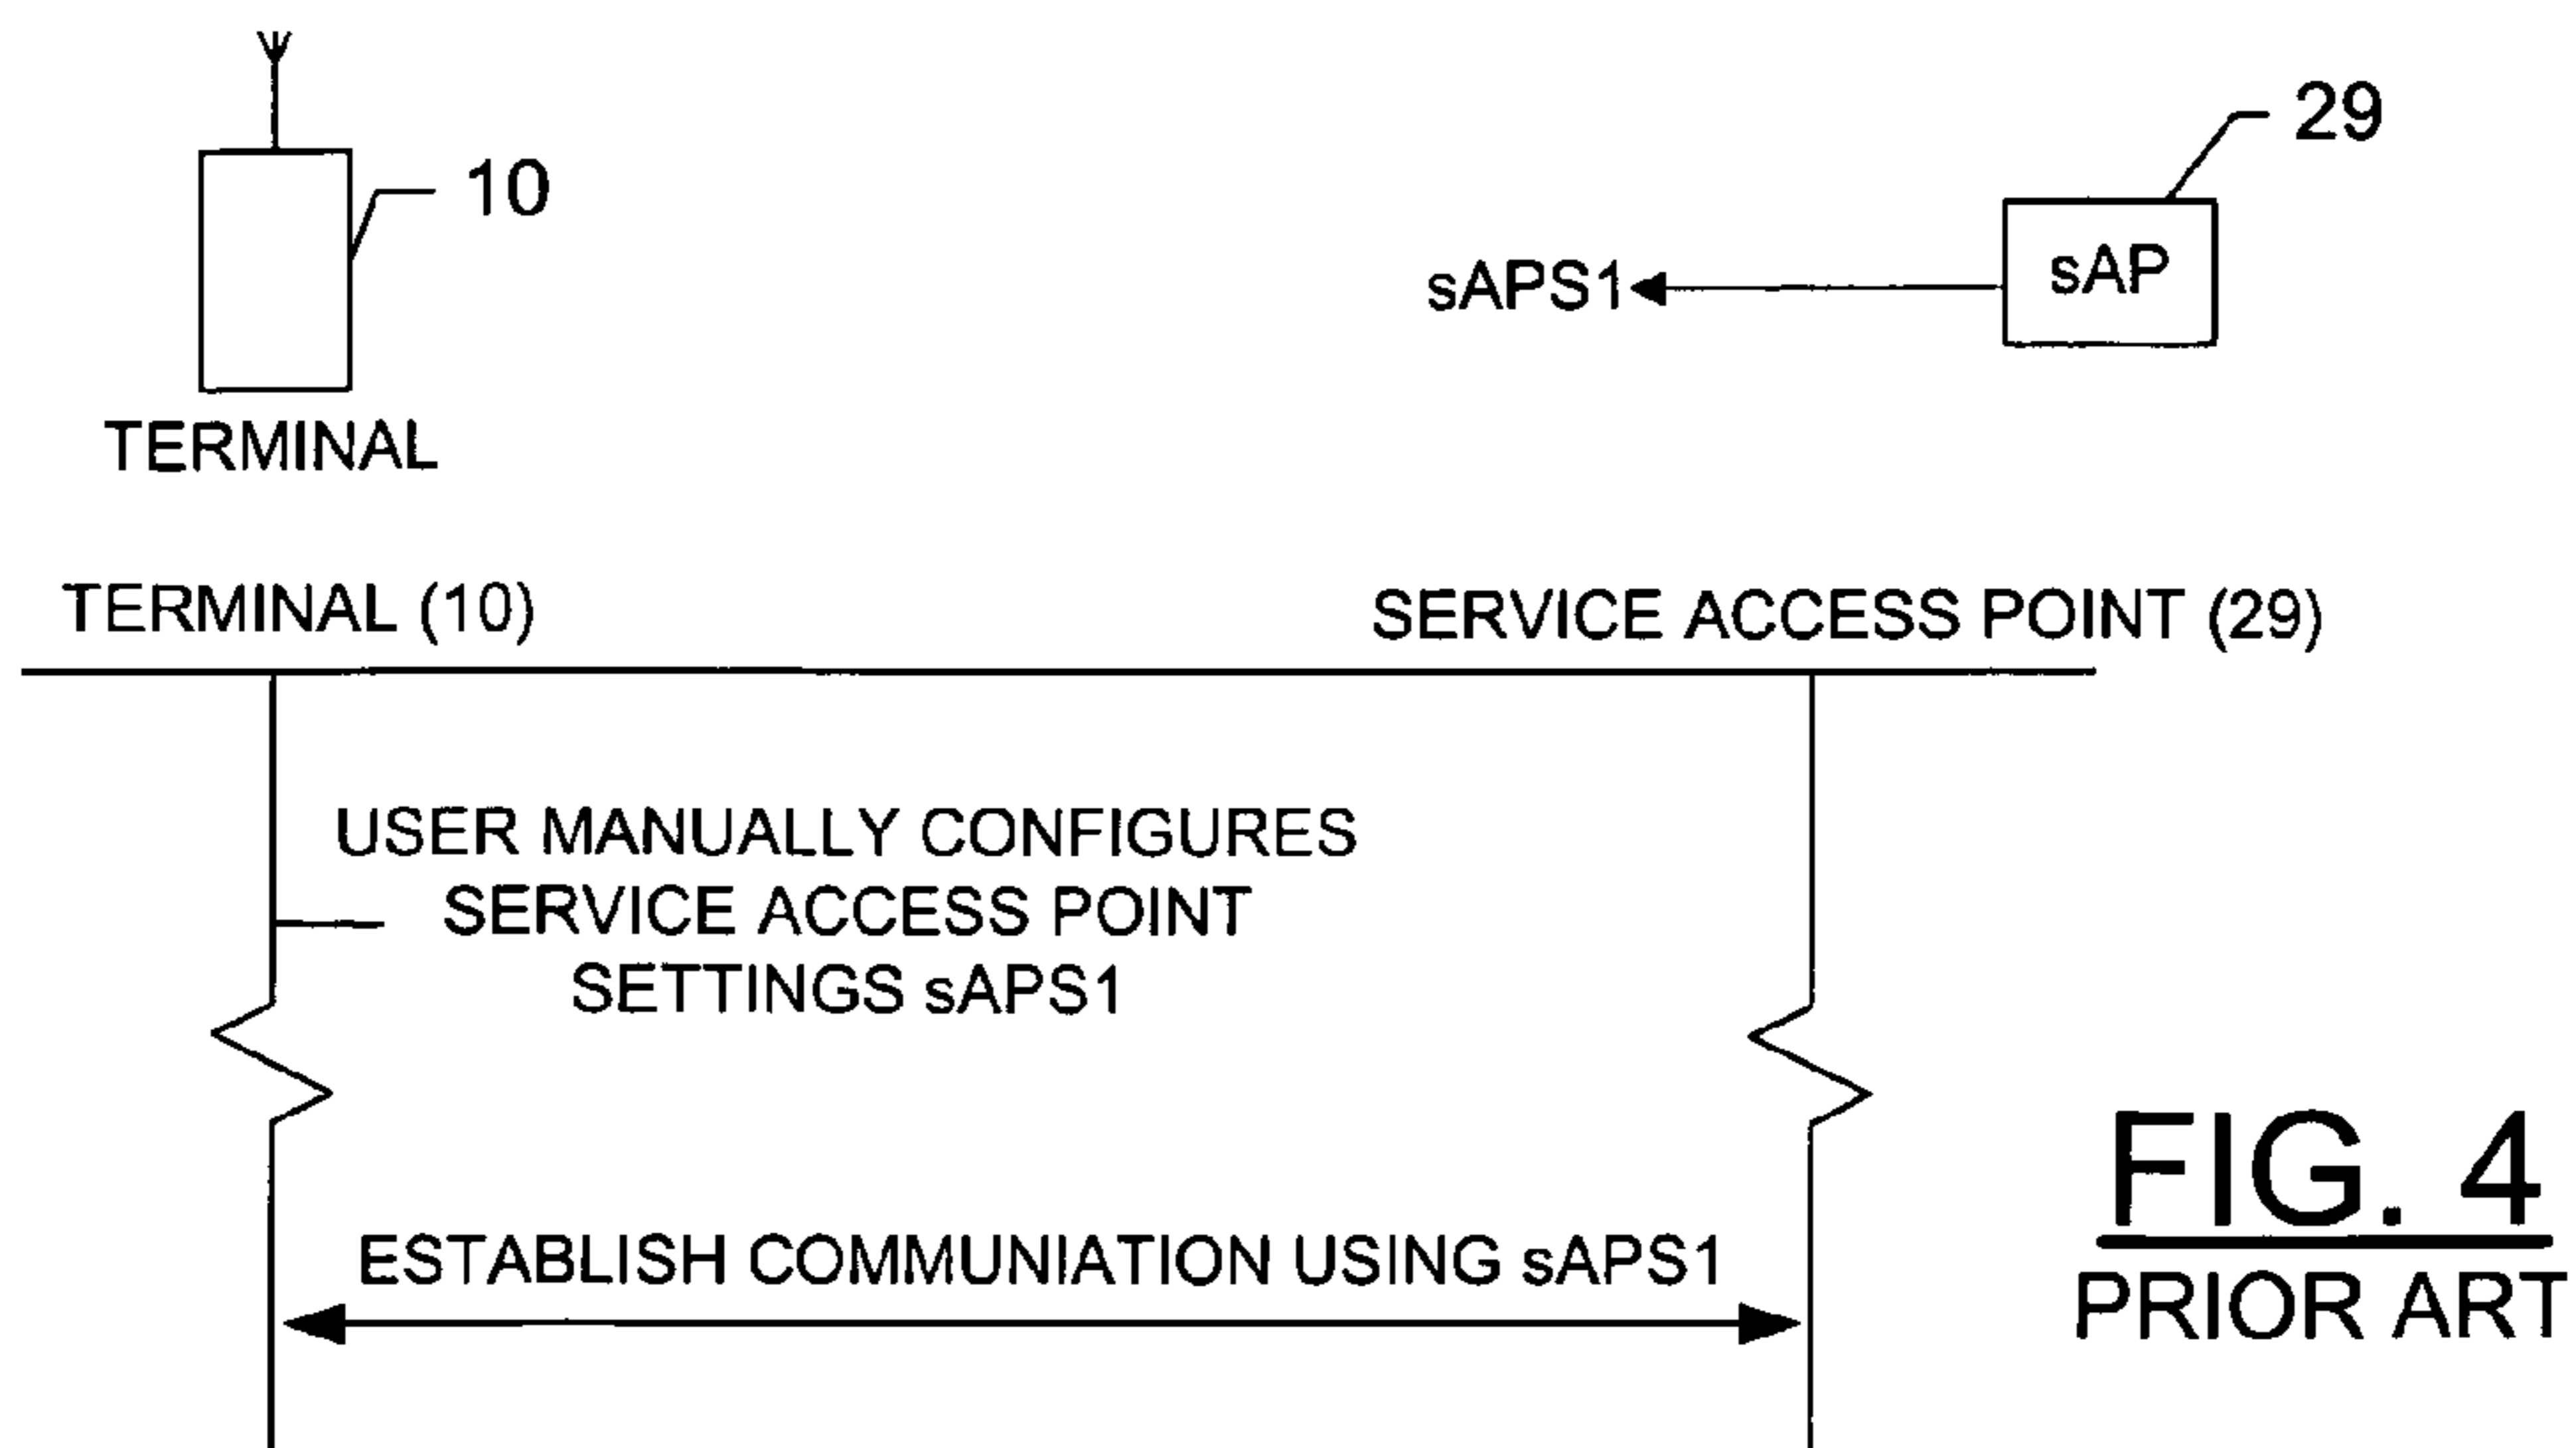 10
29
sAPS1
sAP
TERMINAL
TERMINAL (10)
SERVICE ACCESS POINT (29)
USER MANUALLY CONFIGURES
SERVICE ACCESS POINT
SETTINGS sAPS1
ESTABLISH COMMUNIATION USING sAPS1
FIG. 4
PRIOR ART